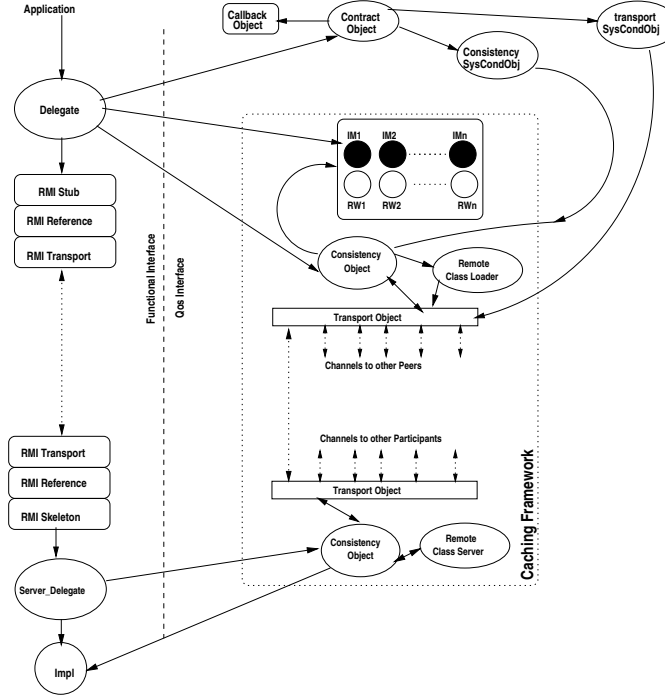 Application
Callback
Object
Contract
Object
transport
SysCondObj
Consistency
SysCondObj
Delegate
IM1 IM2 IMn
RW1 RW2 RWn
RMI Stub
RMI Reference
RMI Transport
Functional Interface
Qos Interface
Consistency
Object
Remote
Class Loader
Transport Object
Channels to other Peers
Channels to other Participants
RMI Transport
RMI Reference
RMI Skeleton
Transport Object
Consistency
Object
Remote
Class Server
Caching Framework
Server_Delegate
Impl